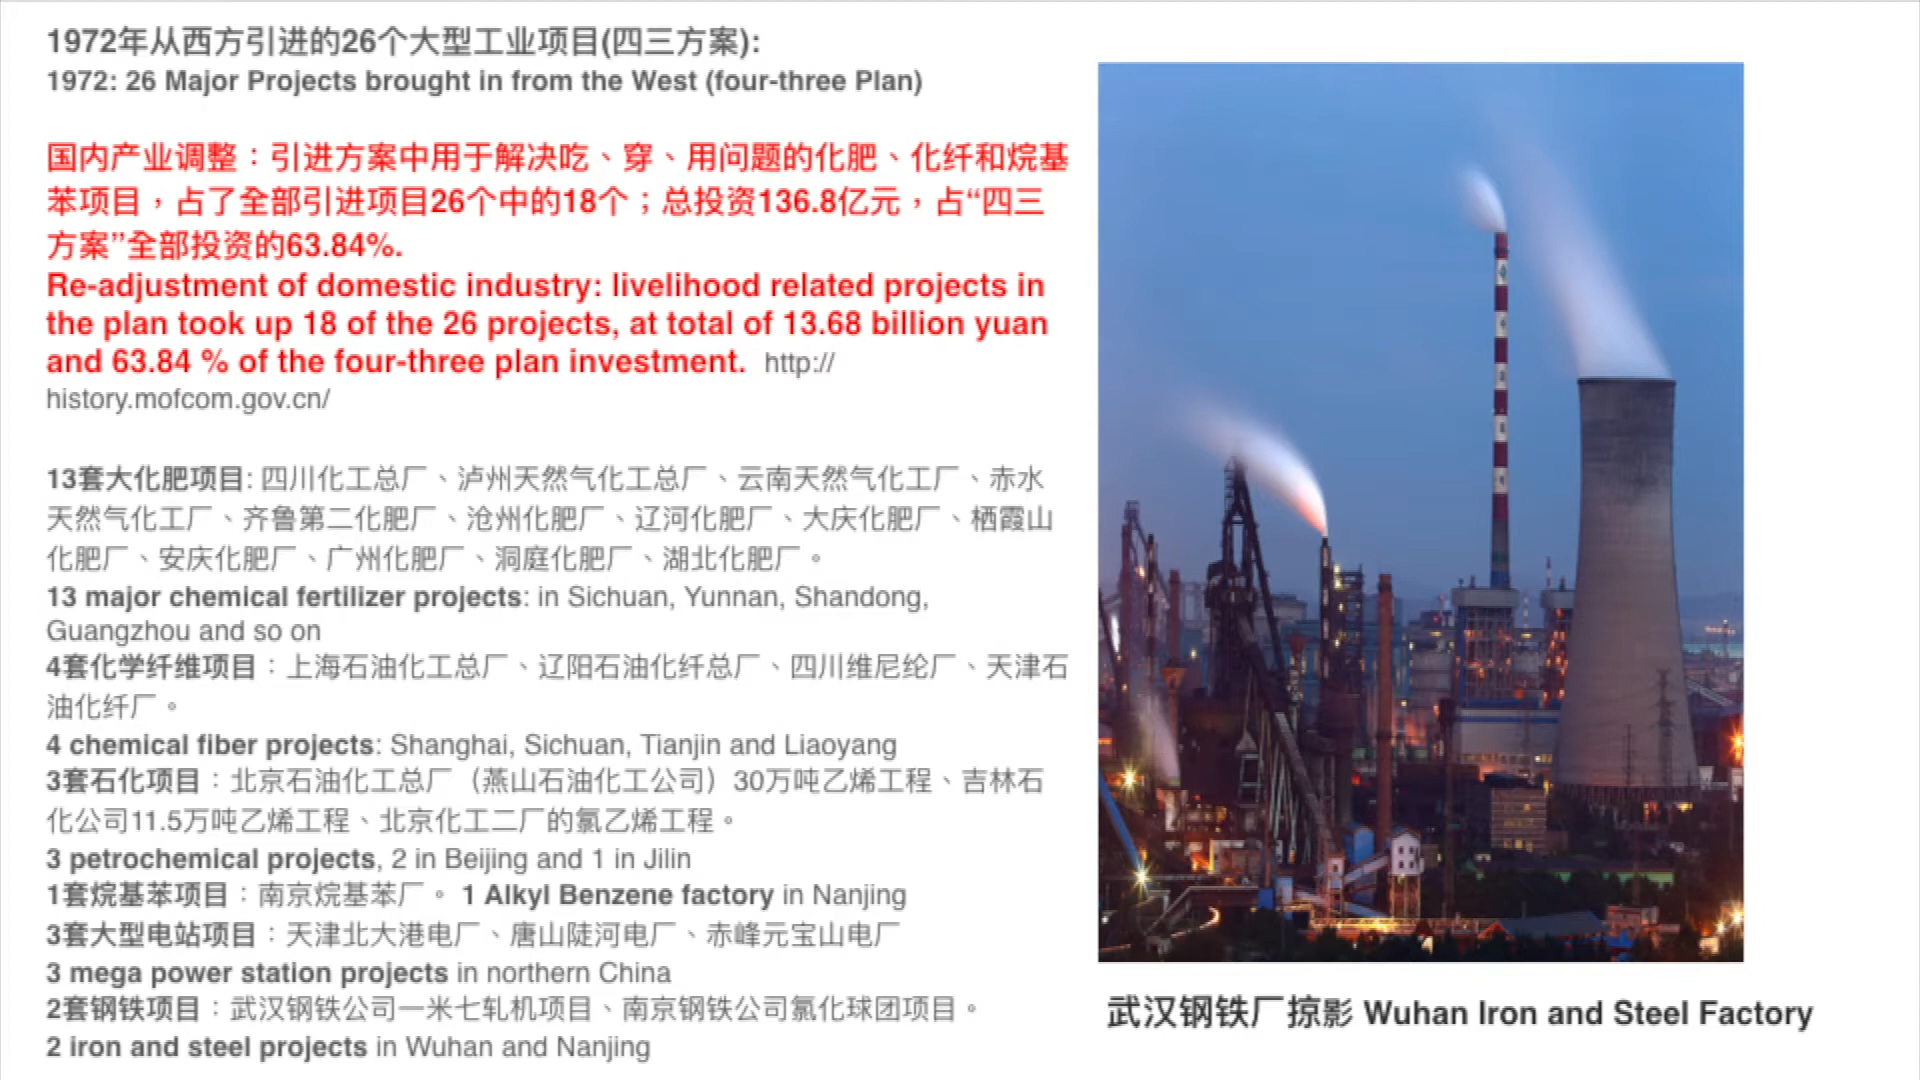 1972年从西方引进的26个大型工业项目(四三方案):
1972: 26 Major Projects brought in from the West (four-three Plan)
国内产业调整：引进方案中用于解决吃、穿、用问题的化肥、化纤和烷基
苯项目，占了全部引进项目26个中的18个；总投资136.8亿元，占“四三
方案”全部投资的63.84%.
Re-adjustment of domestic industry: livelihood related projects in
the plan took up 18 of the 26 projects, at total of 13.68 billion yuan
and 63.84 % of the four-three plan investment. http://
history.mofcom.gov.cn/
13套大化肥项目: 四川化工总厂、泸州天然气化工总厂、云南天然气化工厂、赤水
天然气化工厂、齐鲁第二化肥厂、沧州化肥厂、辽河化肥厂、大庆化肥厂、栖霞山
化肥厂、安庆化肥厂、广州化肥厂、洞庭化肥厂、湖北化肥厂。
13 major chemical fertilizer projects: in Sichuan, Yunnan, Shandong,
Guangzhou and so on
4套化学纤维项目：上海石油化工总厂、辽阳石油化纤总厂、四川维尼纶厂、天津石
油化纤厂。
4 chemical fiber projects: Shanghai, Sichuan, Tianjin and Liaoyang
3套石化项目：北京石油化工总厂（燕山石油化工公司）30万吨乙烯工程、吉林石
化公司11.5万吨乙烯工程、北京化工二厂的氯乙烯工程。
3 petrochemical projects, 2 in Beijing and 1 in Jilin
1套烷基苯项目：南京烷基苯厂。 1 Alkyl Benzene factory in Nanjing
3套大型电站项目：天津北大港电厂、唐山陡河电厂、赤峰元宝山电厂
3 mega power station projects in northern China
2套钢铁项目：武汉钢铁公司一米七轧机项目、南京钢铁公司氯化球团项目。
2 iron and steel projects in Wuhan and Nanjing
武汉钢铁厂掠影 Wuhan Iron and Steel Factory